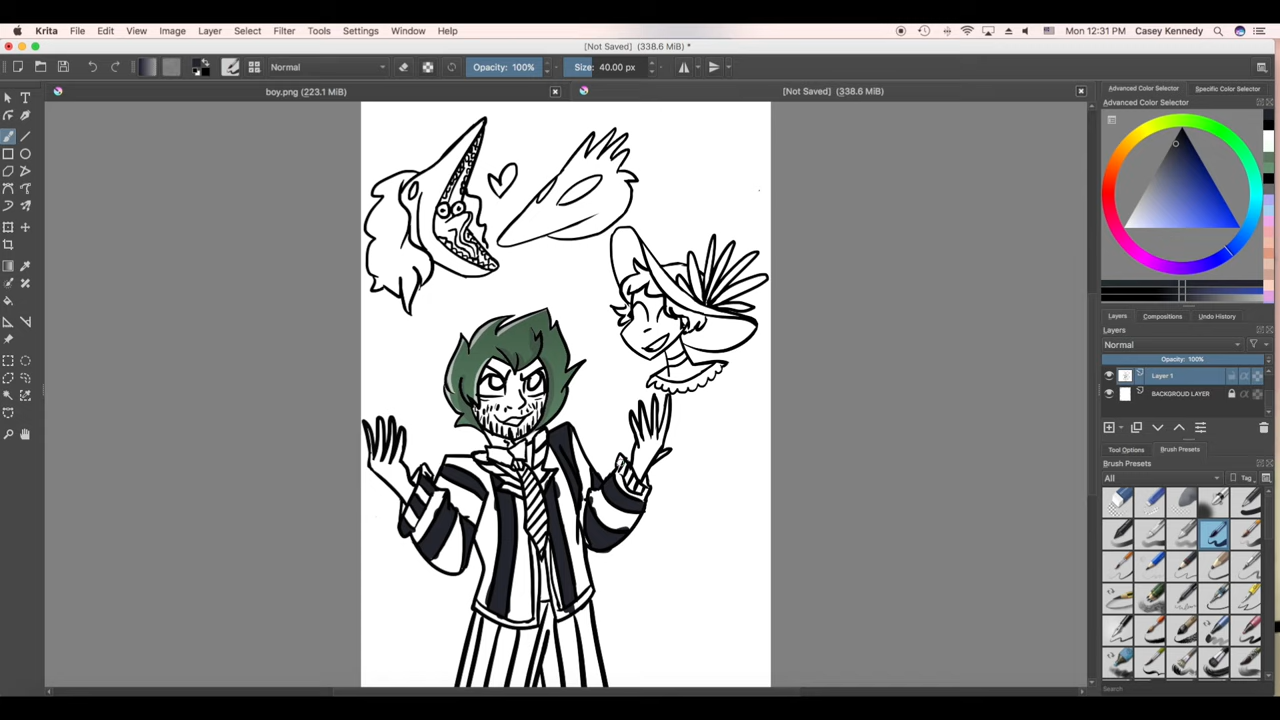 Krita File Edit View Image Layer Select Filter Tools Settings Window Help Mon 12:31 PM Casey Kennedy
[Not Saved] (338.6 MiB) *
Normal Opacity: 100% Size: 40.00 px
boy.png (223.1 MiB) [Not Saved] (338.6 MiB)
Advanced Color Selector Specific Color Selector
Advanced Color Selector
Layers Compositions Undo History
Layers
Normal
Opacity: 100%
Layer 1
BACKGROUD LAYER
Tool Options Brush Presets
Brush Presets
All Tag
Search